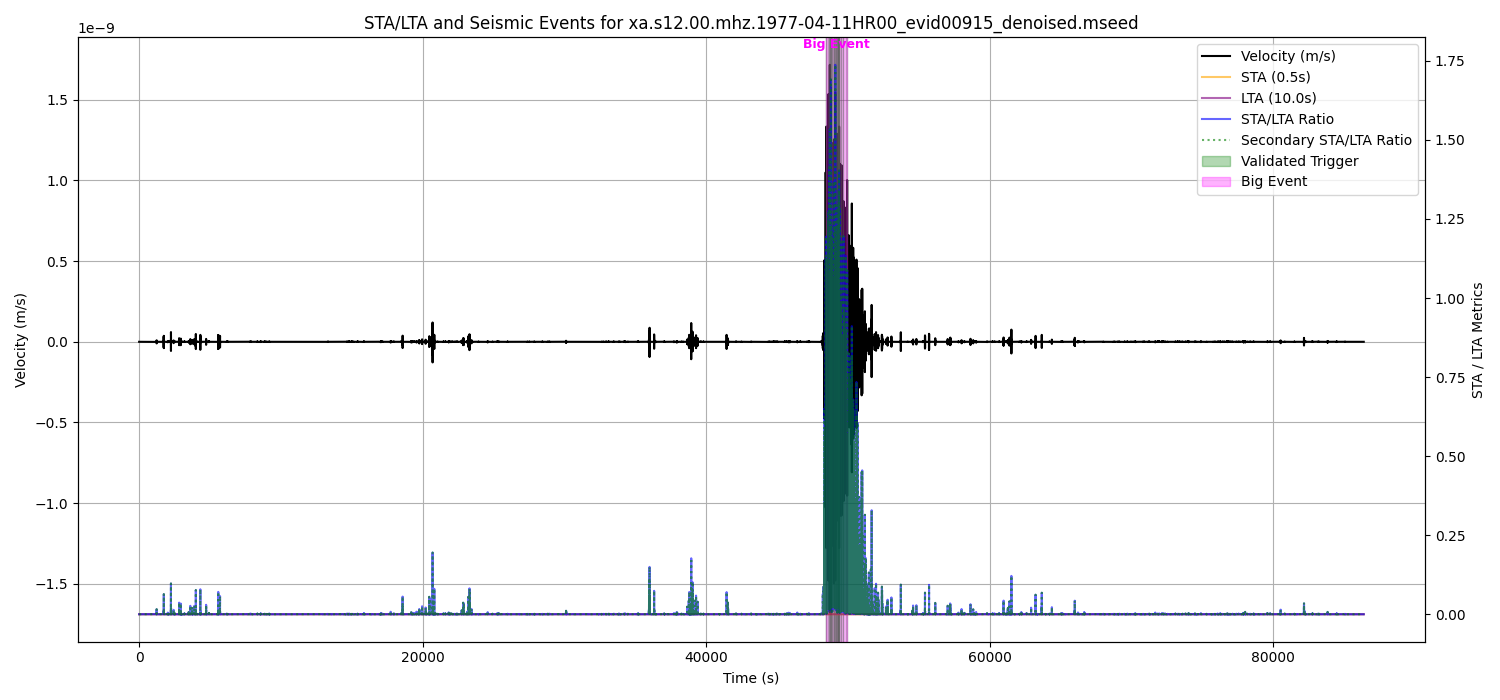 STA/LTA and Seismic Events for xa.s12.00.mhz.1977-04-11HR00_evid00915_denoised.mseed
1e−9
Big Event
Velocity (m/s)
STA (0.5s)
LTA (10.0s)
STA/LTA Ratio
Secondary STA/LTA Ratio
Validated Trigger
Big Event
1.5
1.0
0.5
0.0
−0.5
−1.0
−1.5
Velocity (m/s)
1.75
1.50
1.25
1.00
0.75
0.50
0.25
0.00
STA / LTA Metrics
0
20000
40000
60000
80000
Time (s)